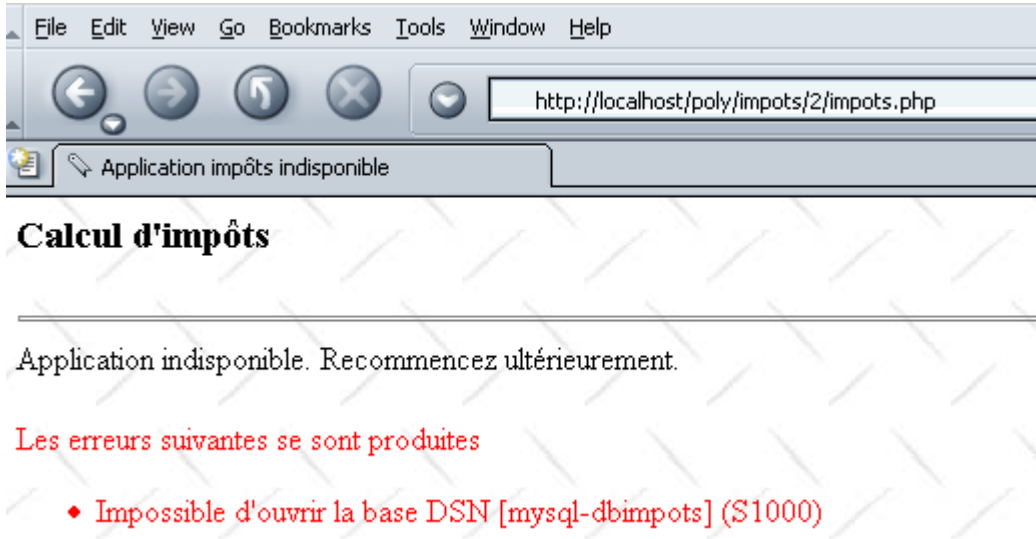 File Edit View Go Bookmarks Tools Window Help
http://localhost/poly/impots/2/impots.php
Application impôts indisponible
Calcul d'impôts
Application indisponible. Recommencez ultérieurement.
Les erreurs suivantes se sont produites
• Impossible d'ouvrir la base DSN [mysql-dbimpots] (S1000)